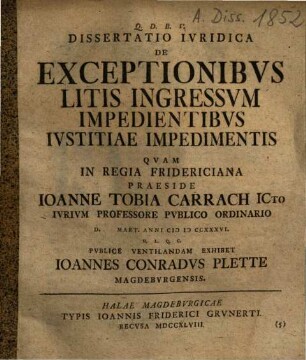 Q. D. B. V.
A. Diss. 1852
DISSERTATIO IVRIDICA
DE
EXCEPTIONIBVS
LITIS INGRESSVM
IMPEDIENTIBVS
IVSTITIAE IMPEDIMENTIS
QVAM
IN REGIA FRIDERICIANA
PRAESIDE
IOANNE TOBIA CARRACH ICTO
IVRIVM PROFESSORE PVBLICO ORDINARIO
D. MART. ANNI CIƆ IƆ CCXXXVI.
H. L. Q. C.
PVBLICE VENTILANDAM EXHIBET
IOANNES CONRADVS PLETTE
MAGDEBVRGENSIS.
HALAE MAGDEBVRGICAE
TYPIS IOANNIS FRIDERICI GRVNERTI.
RECVSA MDCCXLVIII.
(5)